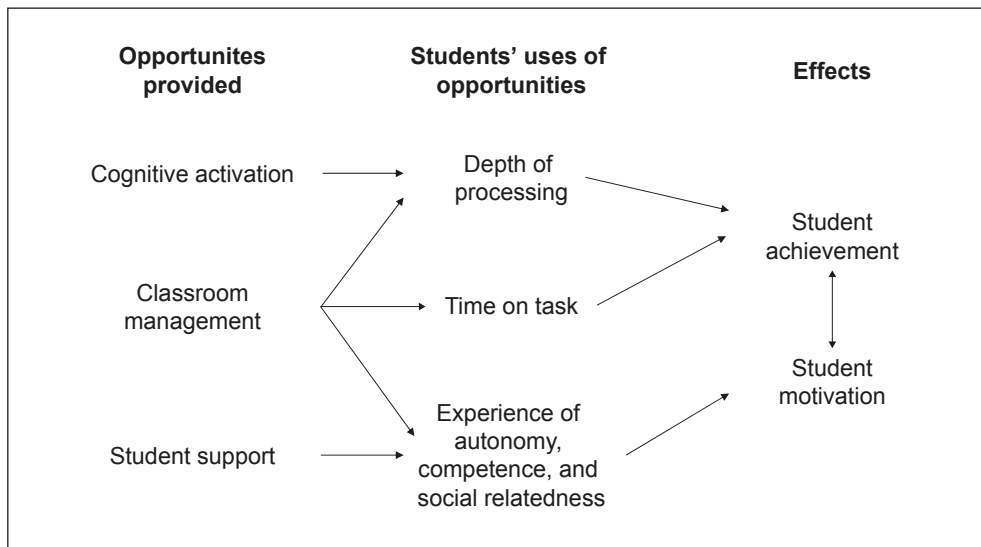 Opportunites
provided
Students’ uses of
opportunities
Effects
Cognitive activation
Depth of
processing
Student
achievement
Classroom
management
Time on task
Student
motivation
Student support
Experience of
autonomy,
competence, and
social relatedness